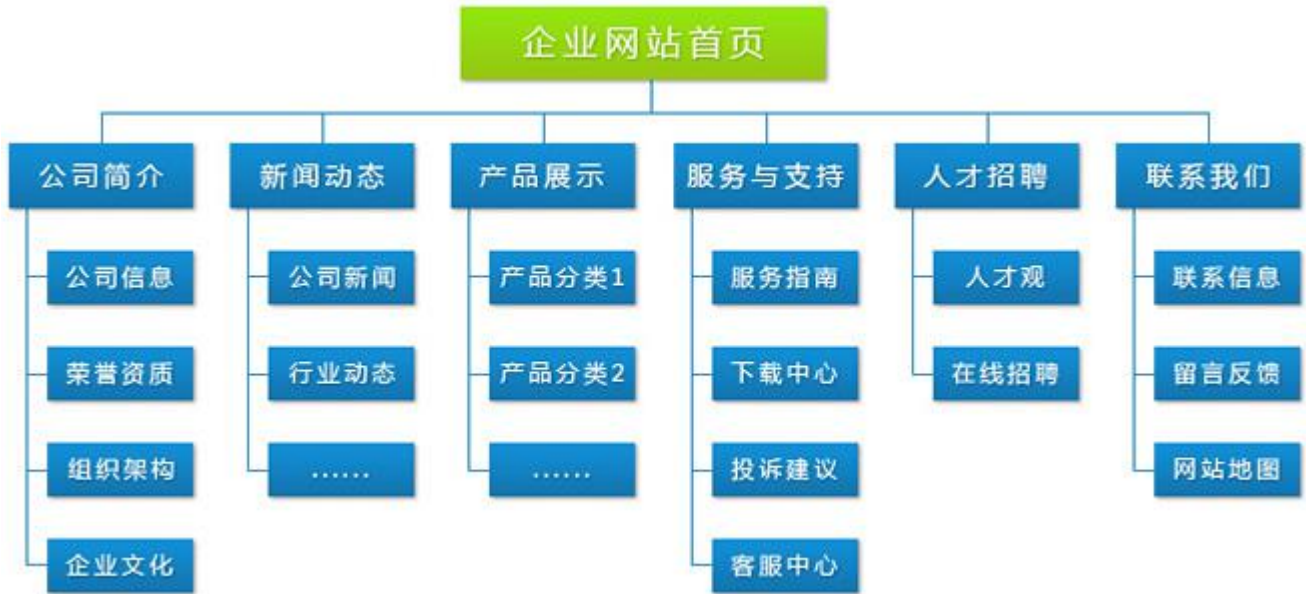 企业网站首页
公司简介
新闻动态
产品展示
服务与支持
人才招聘
联系我们
公司信息
公司新闻
产品分类1
服务指南
人才观
联系信息
荣誉资质
行业动态
产品分类2
下载中心
在线招聘
留言反馈
组织架构
......
......
投诉建议
网站地图
企业文化
客服中心